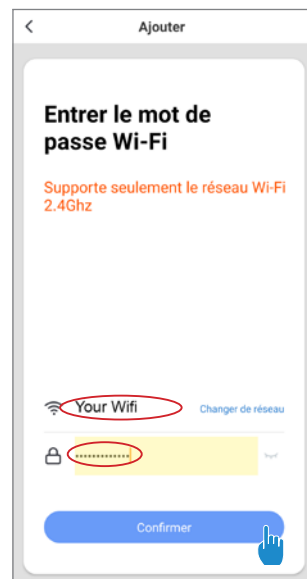 Ajouter
Entrer le mot de
passe Wi-Fi
Supporte seulement le réseau Wi-Fi
2.4Ghz
Your Wifi
Changer de réseau
•••••••••••••
Confirmer